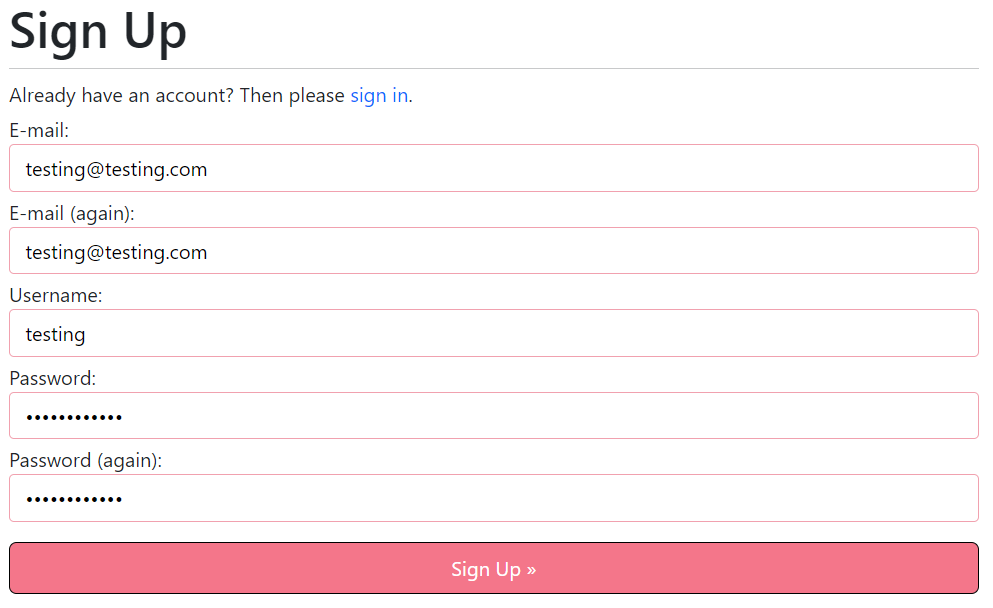 Sign Up
Already have an account? Then please sign in.
E-mail:
testing@testing.com
E-mail (again):
testing@testing.com
Username:
testing
Password:
••••••••••••
Password (again):
••••••••••••
Sign Up »